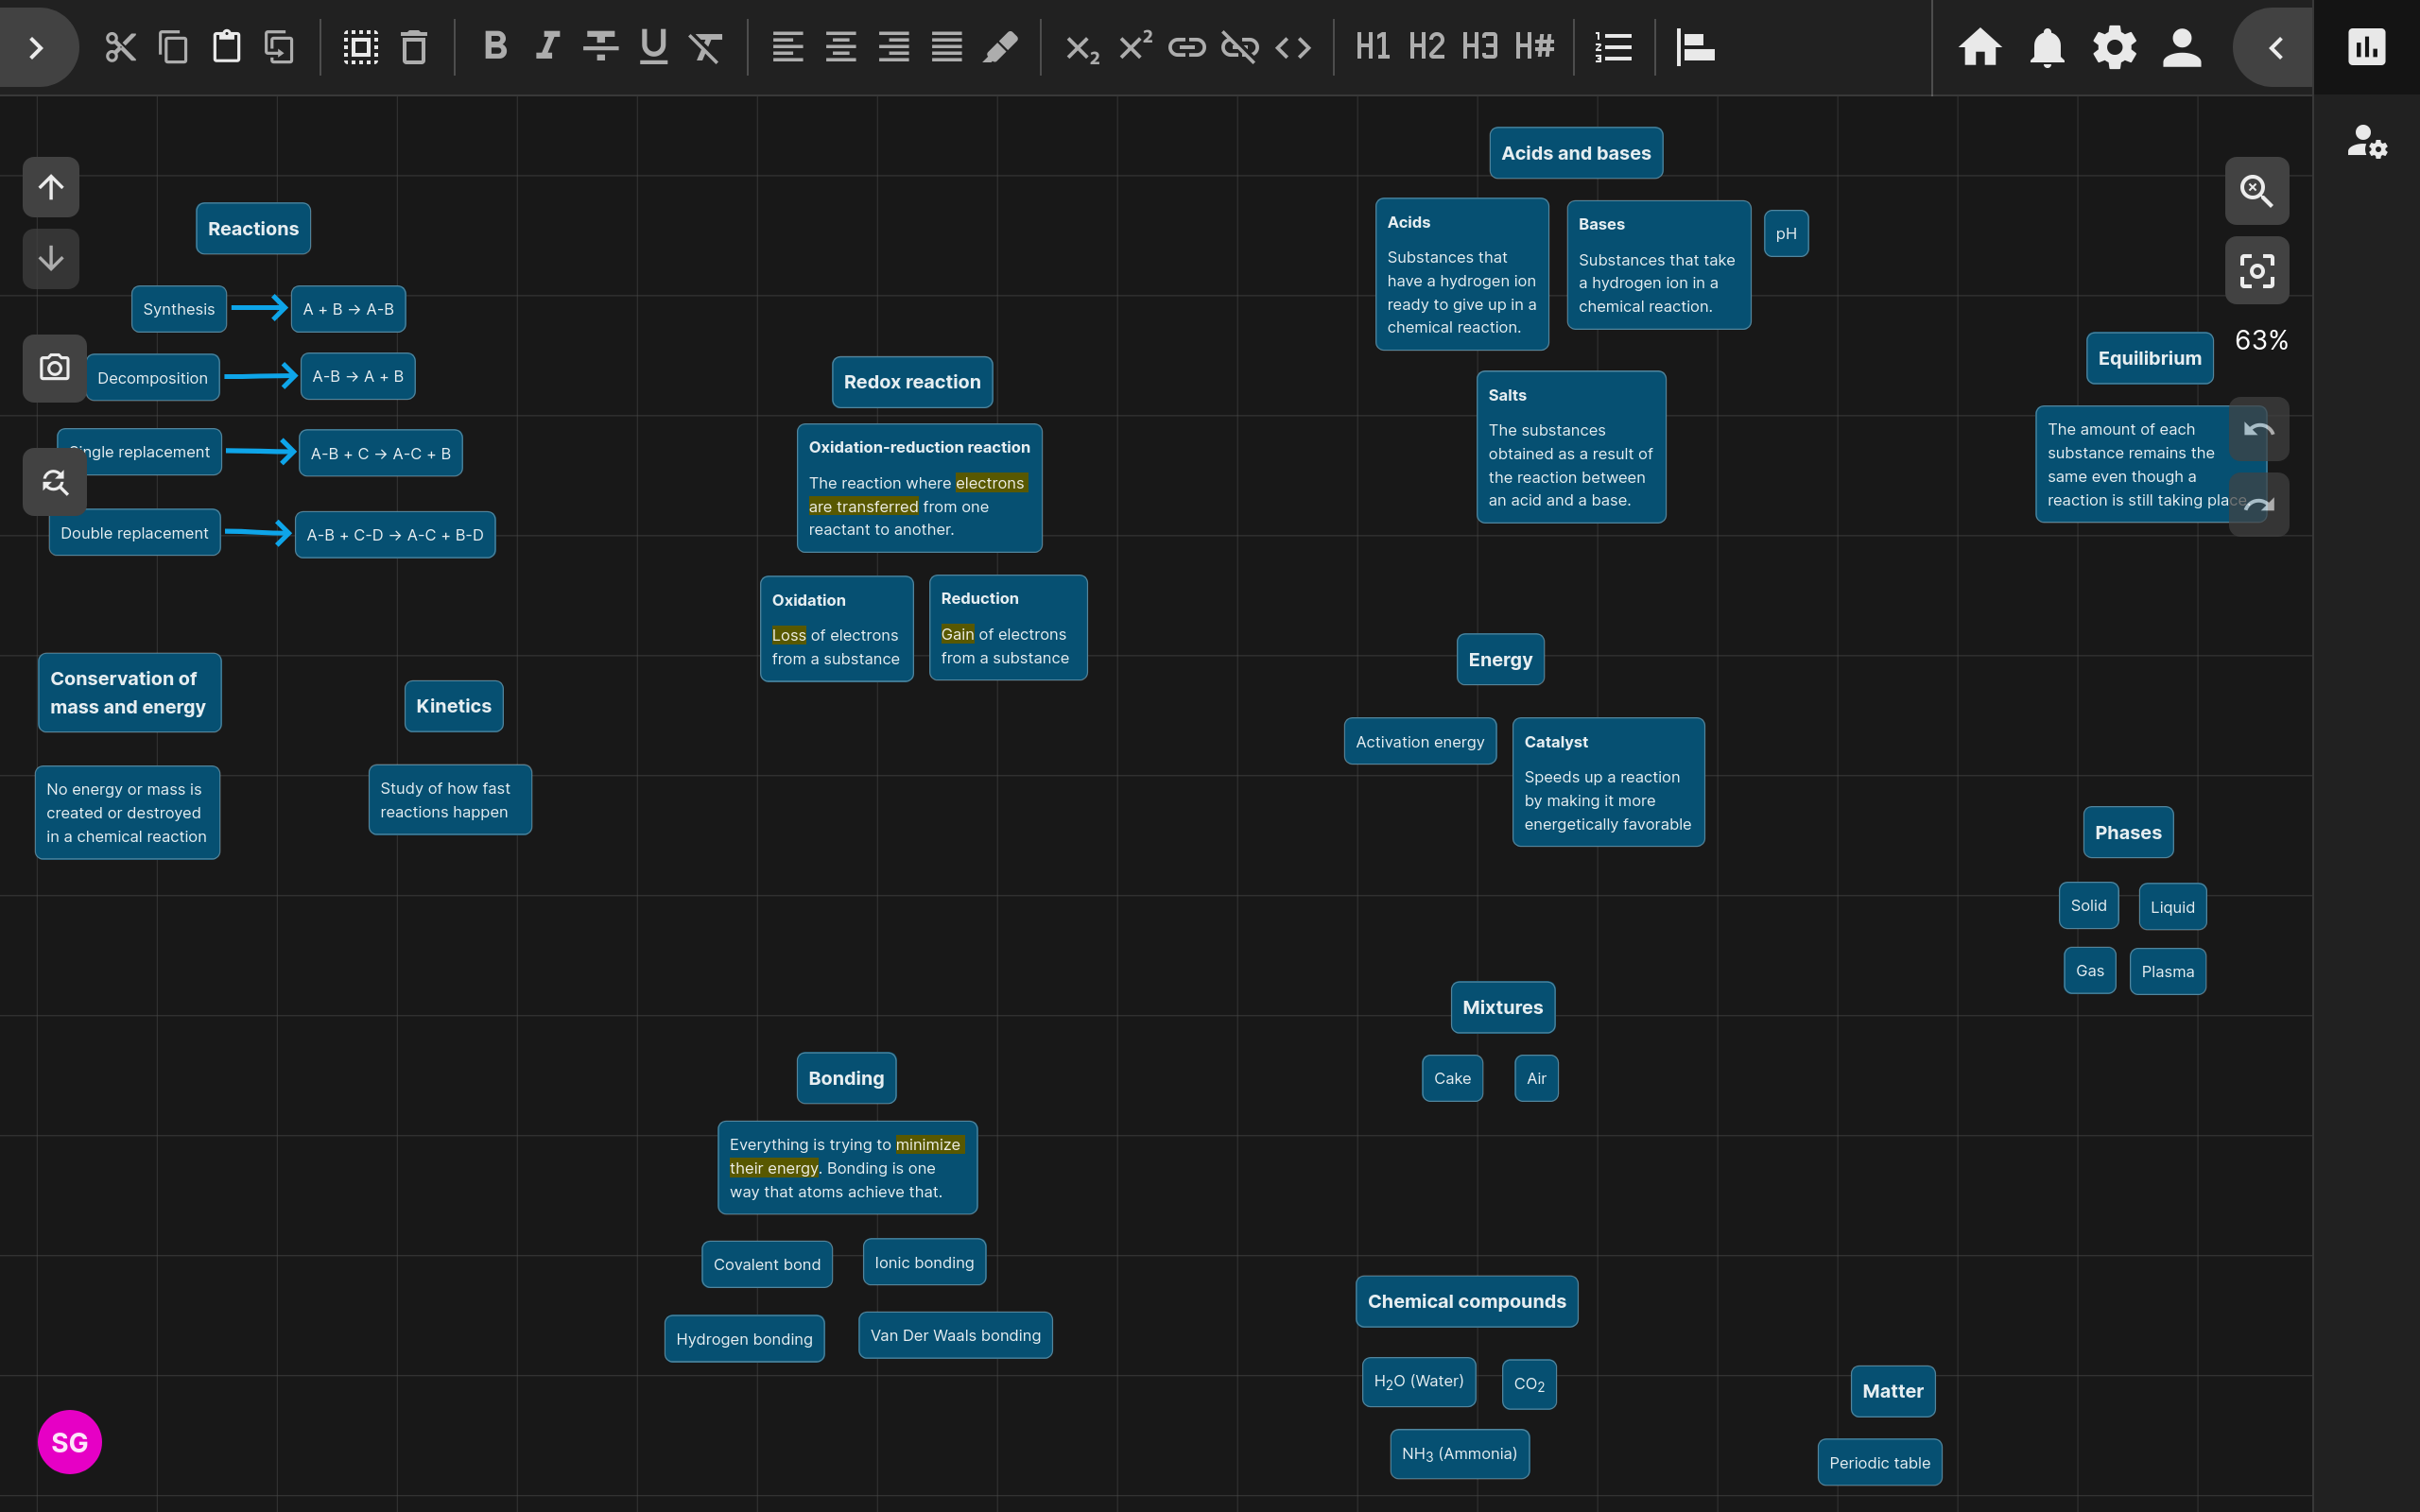 H1 H2 H3 H#
Acids and bases
Reactions
Acids
Substances that
have a hydrogen ion
ready to give up in a
chemical reaction.
Bases
Substances that take
a hydrogen ion in a
chemical reaction.
pH
Synthesis
A + B → A-B
63%
Equilibrium
Decomposition
A-B → A + B
Redox reaction
Salts
The substances
obtained as a result of
the reaction between
an acid and a base.
The amount of each
substance remains the
same even though a
reaction is still taking place
Single replacement
A-B + C → A-C + B
Oxidation-reduction reaction
The reaction where electrons
are transferred from one
reactant to another.
Double replacement
A-B + C-D → A-C + B-D
Oxidation
Loss of electrons
from a substance
Reduction
Gain of electrons
from a substance
Energy
Conservation of
mass and energy
Kinetics
Activation energy
Catalyst
Speeds up a reaction
by making it more
energetically favorable
No energy or mass is
created or destroyed
in a chemical reaction
Study of how fast
reactions happen
Phases
Solid
Liquid
Gas
Plasma
Mixtures
Cake
Air
Bonding
Everything is trying to minimize
their energy. Bonding is one
way that atoms achieve that.
Covalent bond
Ionic bonding
Hydrogen bonding
Van Der Waals bonding
Chemical compounds
H₂O (Water)
CO₂
NH₃ (Ammonia)
Matter
Periodic table
SG